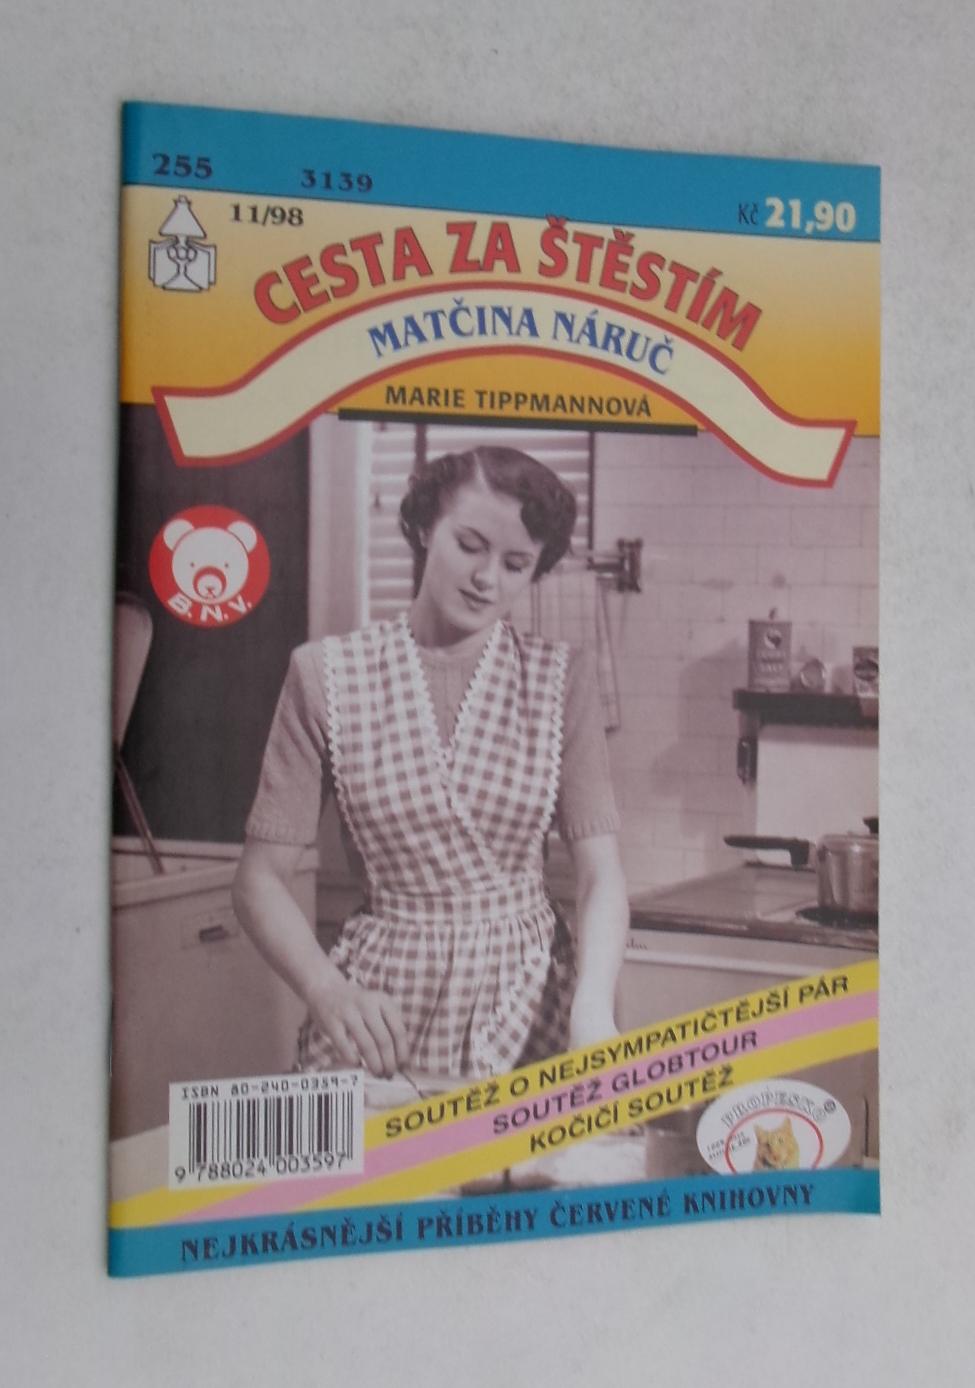 255
3139
Kč 21,90
11/98
CESTA ZA ŠTĚSTÍM
MATČINA NÁRUČ
MARIE TIPPMANNOVÁ
B.N.V.
SOUTĚŽ O NEJSYMPATIČTĚJŠÍ PÁR
SOUTĚŽ GLOBTOUR
KOČIČÍ SOUTĚŽ
PROPESKO
ISBN 80-240-0359-7
9 788024 003597
NEJKRÁSNĚJŠÍ PŘÍBĚHY ČERVENÉ KNIHOVNY